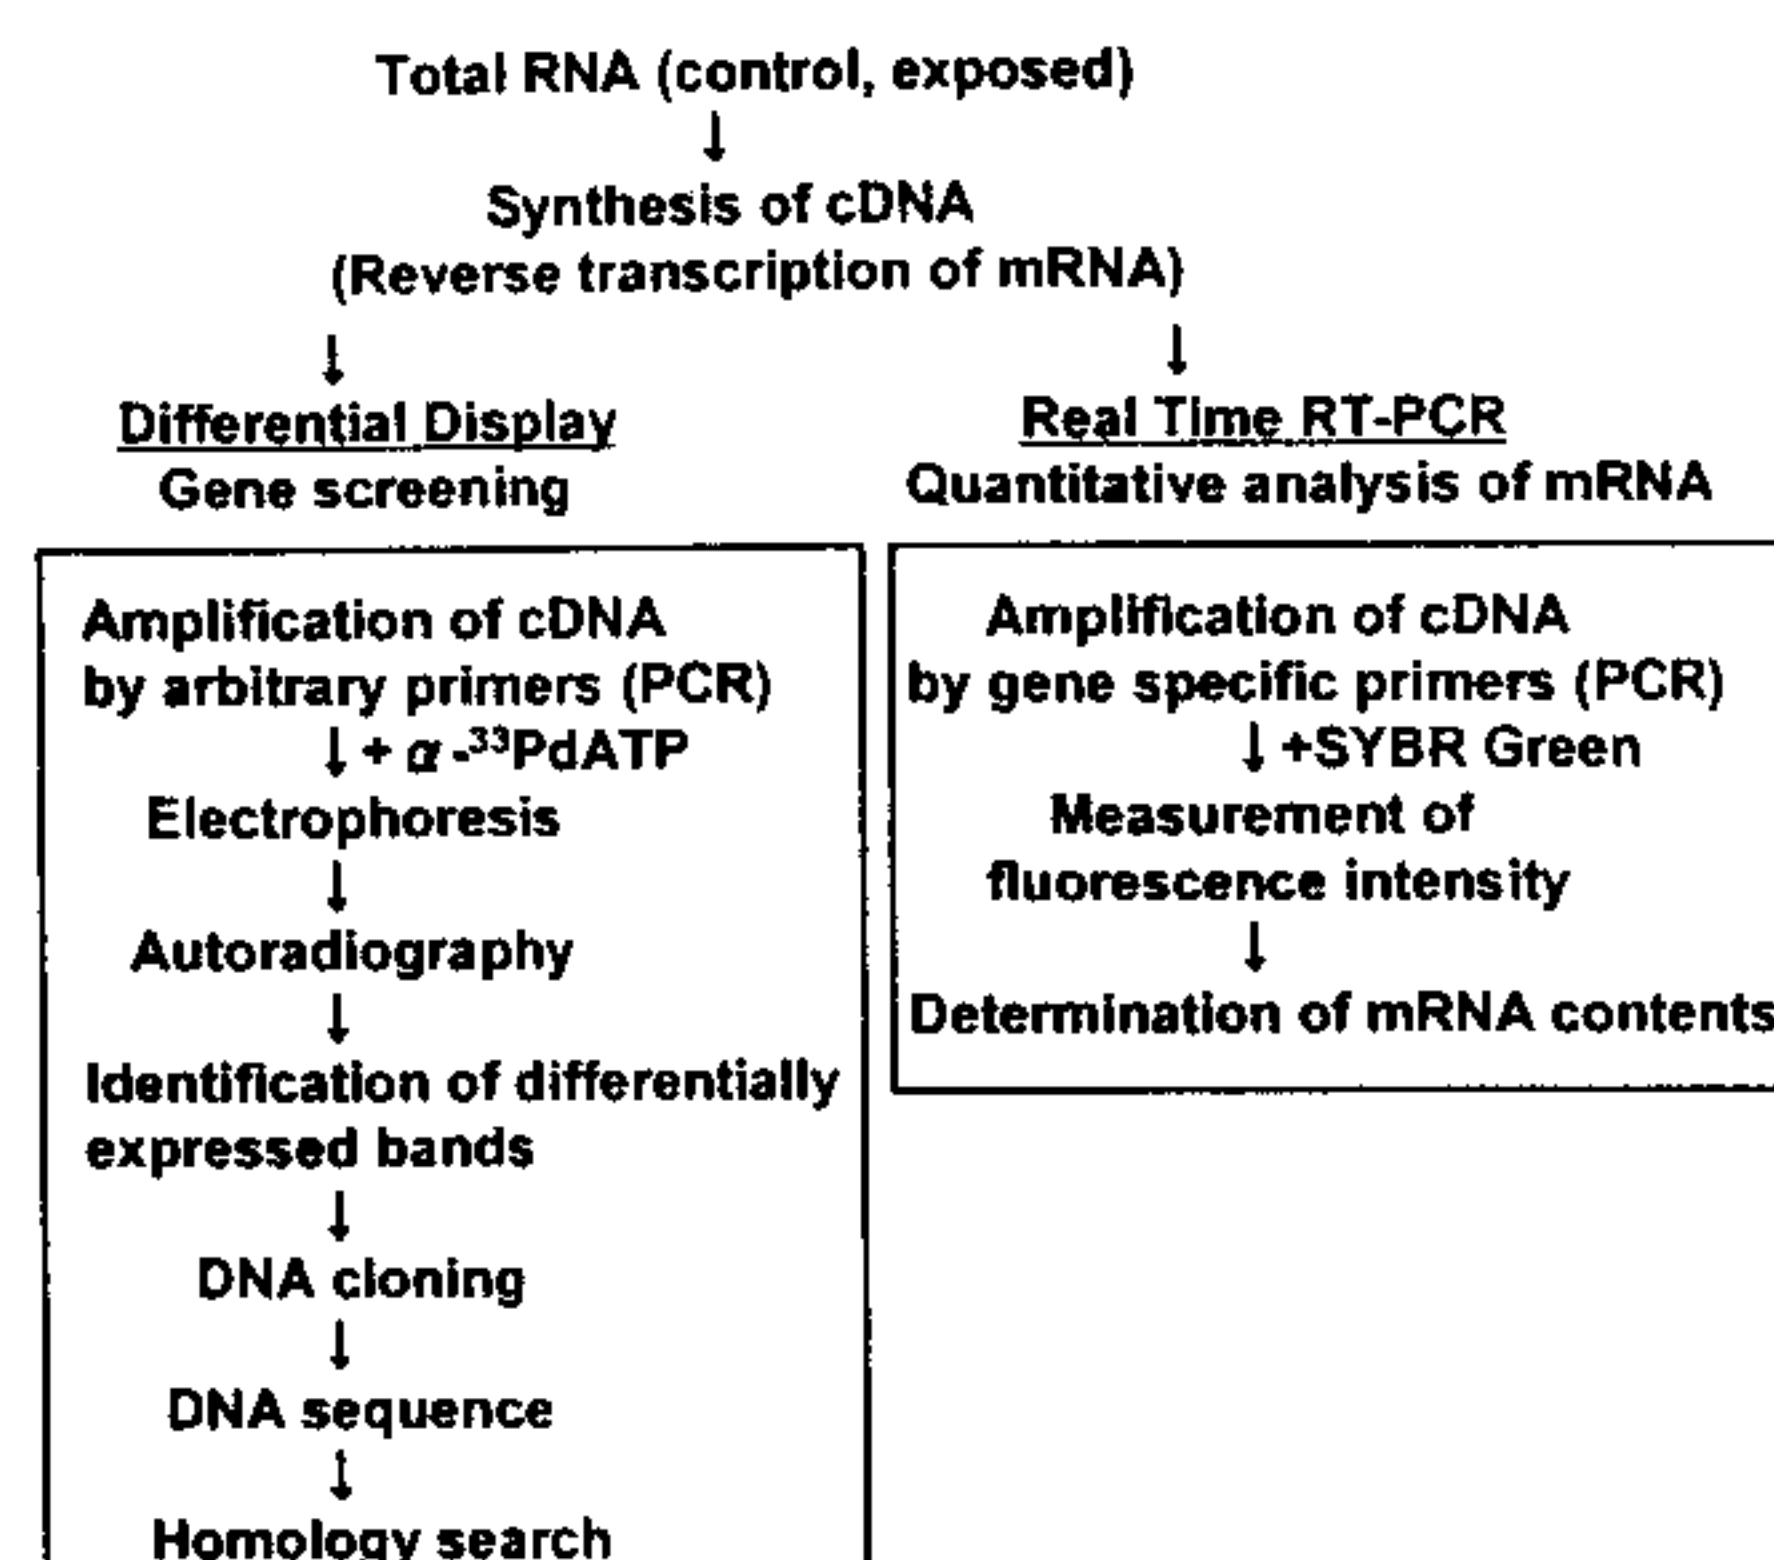 Total RNA (control, exposed)
↓
Synthesis of cDNA
(Reverse transcription of mRNA)
↓
Differential Display
Gene screening
Amplification of cDNA
by arbitrary primers (PCR)
↓ + α-³³PdATP
Electrophoresis
↓
Autoradiography
↓
Identification of differentially
expressed bands
↓
DNA cloning
↓
DNA sequence
↓
Homology search
↓
Real Time RT-PCR
Quantitative analysis of mRNA
Amplification of cDNA
by gene specific primers (PCR)
↓ +SYBR Green
Measurement of
fluorescence intensity
↓
Determination of mRNA contents